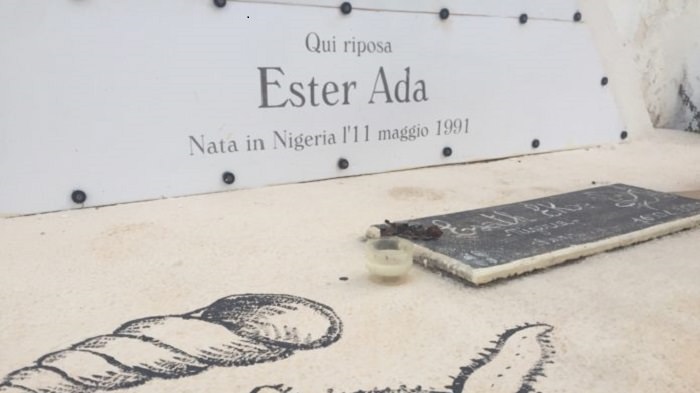 Qui riposa
Ester Ada
Nata in Nigeria l'11 maggio 1991